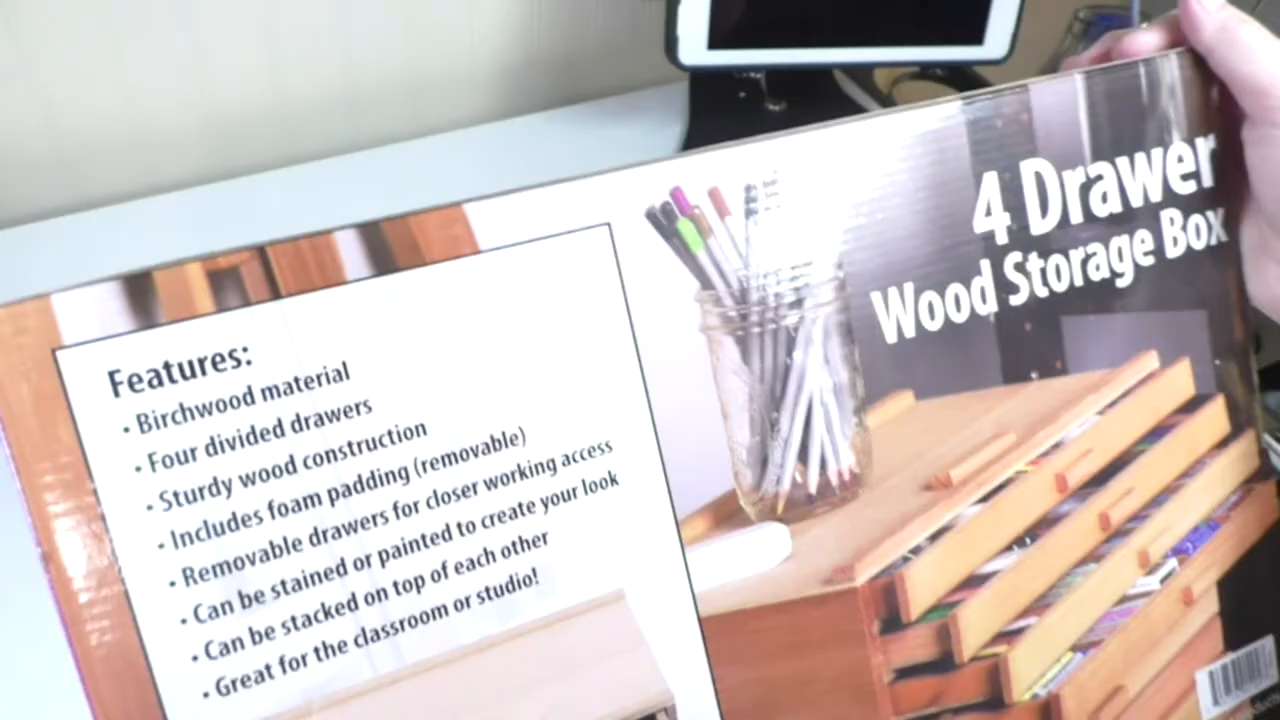 4 Drawer
Wood Storage Box
Features:
• Birchwood material
• Four divided drawers
• Sturdy wood construction
• Includes foam padding (removable)
• Removable drawers for closer working access
• Can be stained or painted to create your look
• Can be stacked on top of each other
• Great for the classroom or studio!